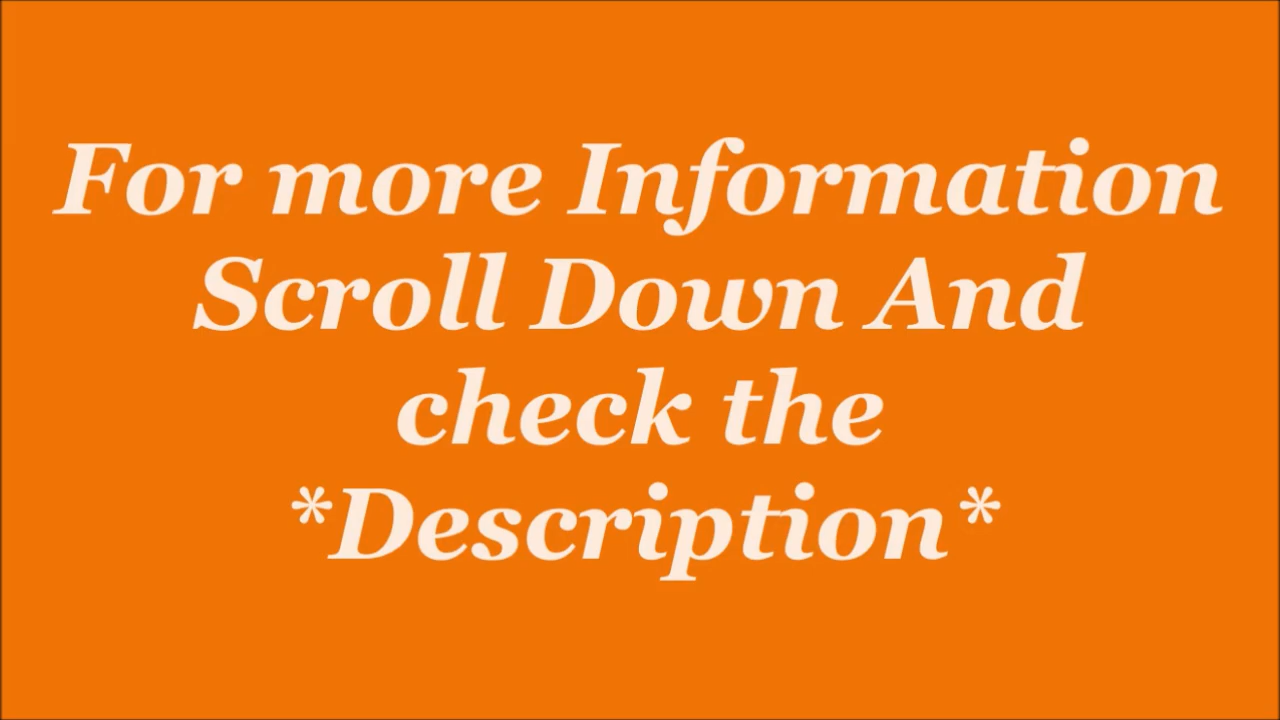 For more Information
Scroll Down And
check the
*Description*